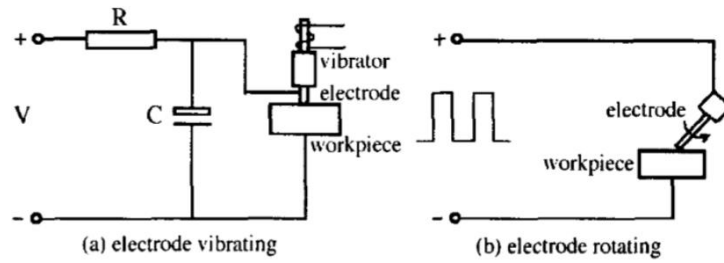 R
+
vibrator
electrode
V
C
workpiece
-
(a) electrode vibrating
+
electrode
workpiece
-
(b) electrode rotating